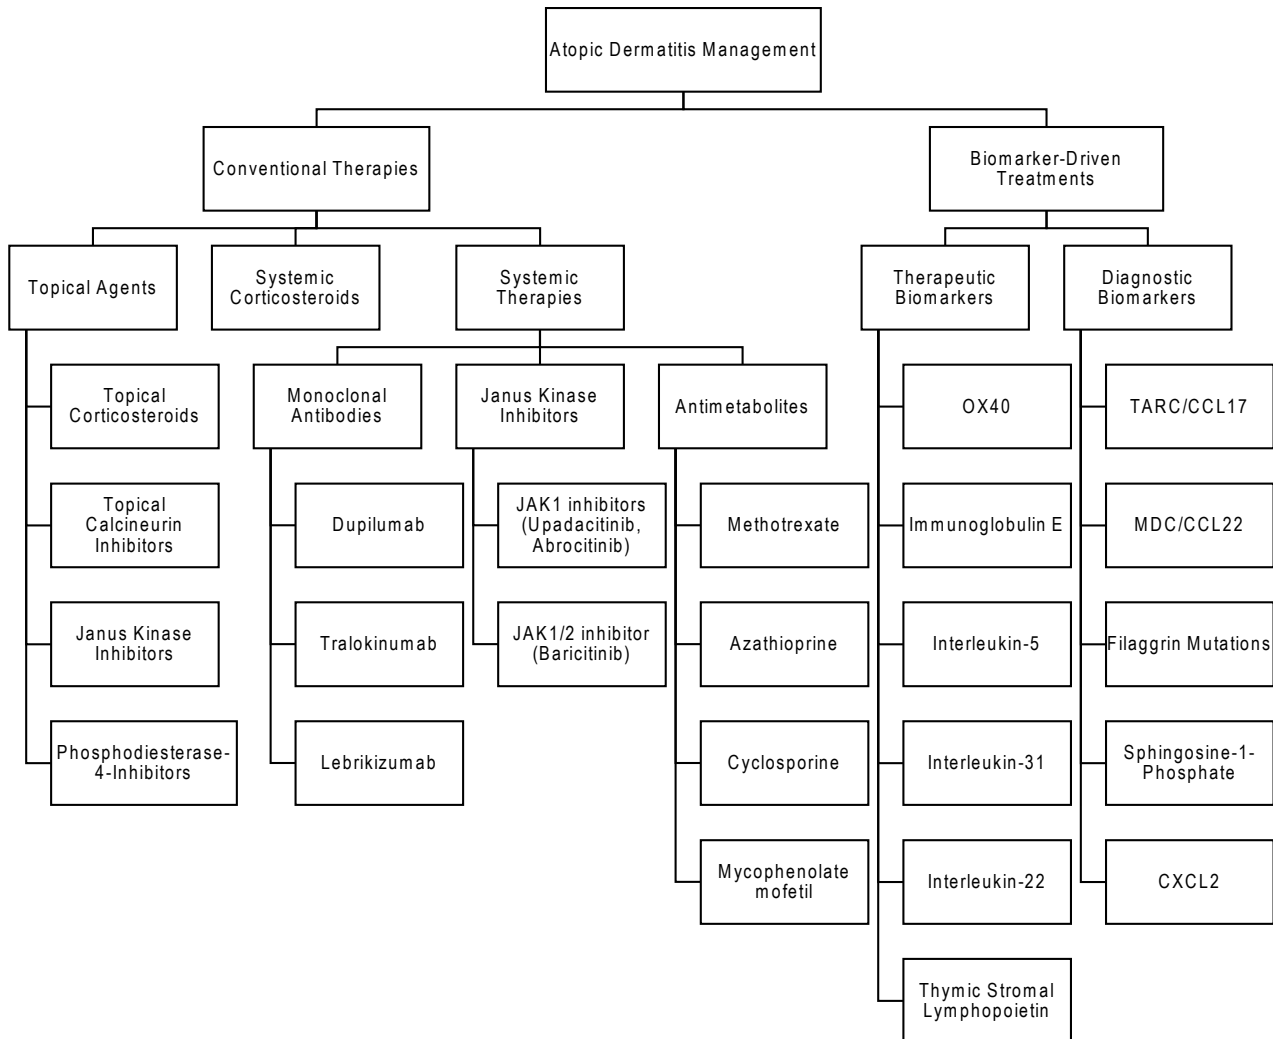 Atopic Dermatitis Management
Conventional Therapies
Biomarker-Driven
Treatments
Topical Agents
Systemic
Corticosteroids
Systemic
Therapies
Therapeutic
Biomarkers
Diagnostic
Biomarkers
Topical
Corticosteroids
Monoclonal
Antibodies
Janus Kinase
Inhibitors
Antimetabolites
OX40
TARC/CCL17
Topical
Calcineurin
Inhibitors
Dupilumab
JAK1 inhibitors
(Upadacitinib,
Abrocitinib)
Methotrexate
Immunoglobulin E
MDC/CCL22
Janus Kinase
Inhibitors
Tralokinumab
JAK1/2 inhibitor
(Baricitinib)
Azathioprine
Interleukin-5
Filaggrin Mutations
Phosphodiesterase-
4-Inhibitors
Lebrikizumab
Cyclosporine
Interleukin-31
Sphingosine-1-
Phosphate
Mycophenolate
mofetil
Interleukin-22
CXCL2
Thymic Stromal
Lymphopoietin